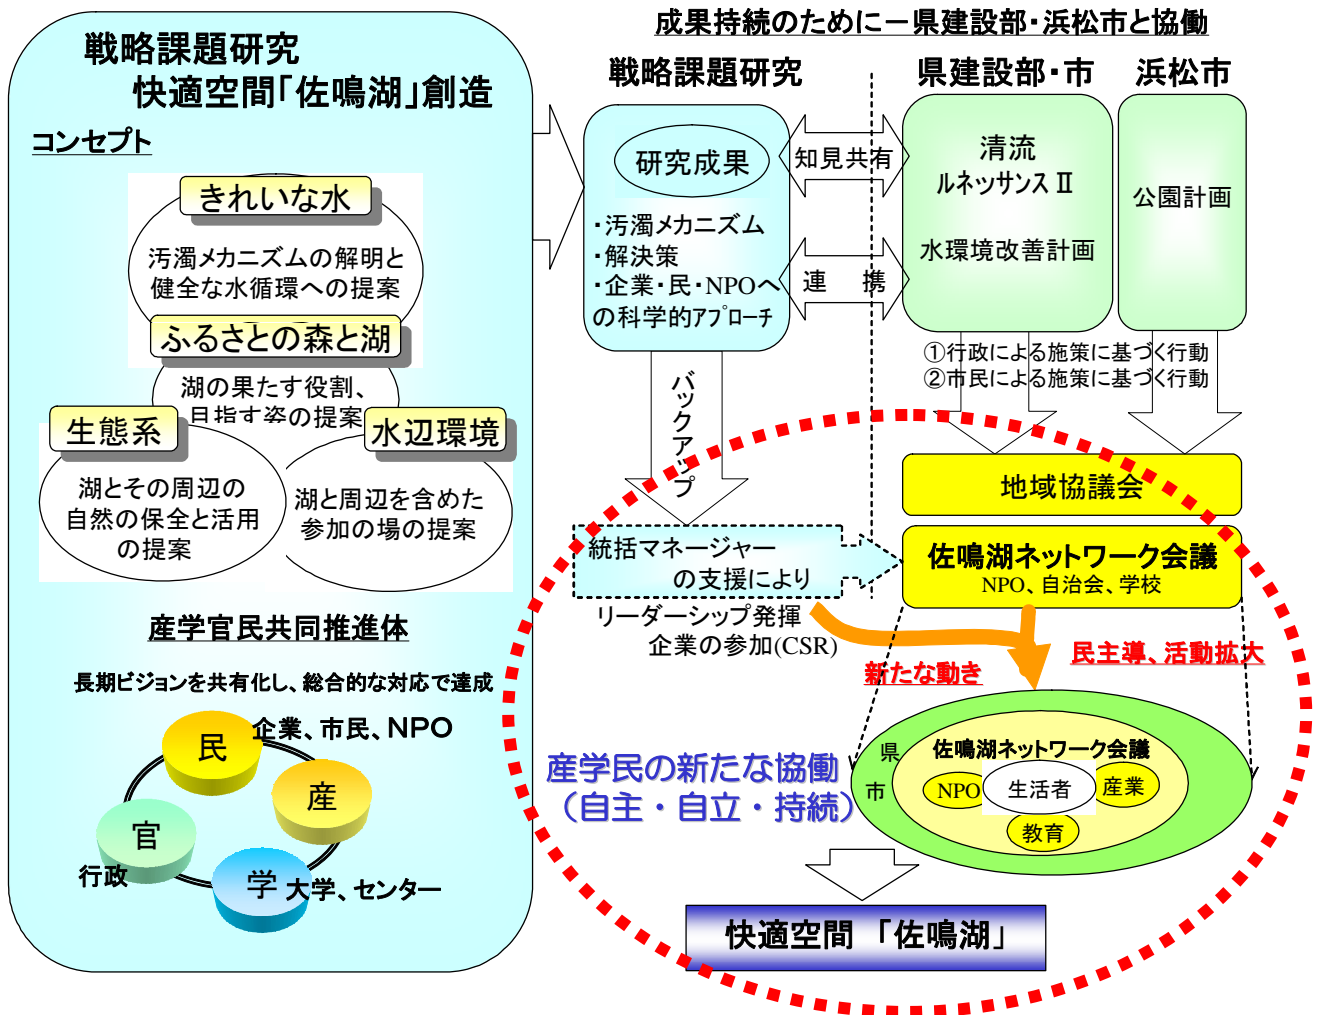 戦略課題研究
快適空間「佐鳴湖」創造
コンセプト
きれいな水
汚濁メカニズムの解明と
健全な水循環への提案
ふるさとの森と湖
湖の果たす役割、
目指す姿の提案
生態系
湖とその周辺の
自然の保全と活用
の提案
水辺環境
湖と周辺を含めた
参加の場の提案
産学官民共同推進体
長期ビジョンを共有化し、総合的な対応で達成
民
企業、市民、NPO
産
官
行政
学
大学、センター
成果持続のために－県建設部・浜松市と協働
戦略課題研究
県建設部・市
浜松市
研究成果
・汚濁メカニズム
・解決策
・企業・民・NPOへ
の科学的アプローチ
知見共有
連 携
清流
ルネッサンスⅡ
水環境改善計画
公園計画
①行政による施策に基づく行動
②市民による施策に基づく行動
バックアップ
地域協議会
統括マネージャー
の支援により
佐鳴湖ネットワーク会議
NPO、自治会、学校
リーダーシップ発揮
企業の参加(CSR)
新たな動き
民主導、活動拡大
県
市
佐鳴湖ネットワーク会議
NPO
生活者
産業
教育
産学民の新たな協働
（自主・自立・持続）
快適空間 「佐鳴湖」